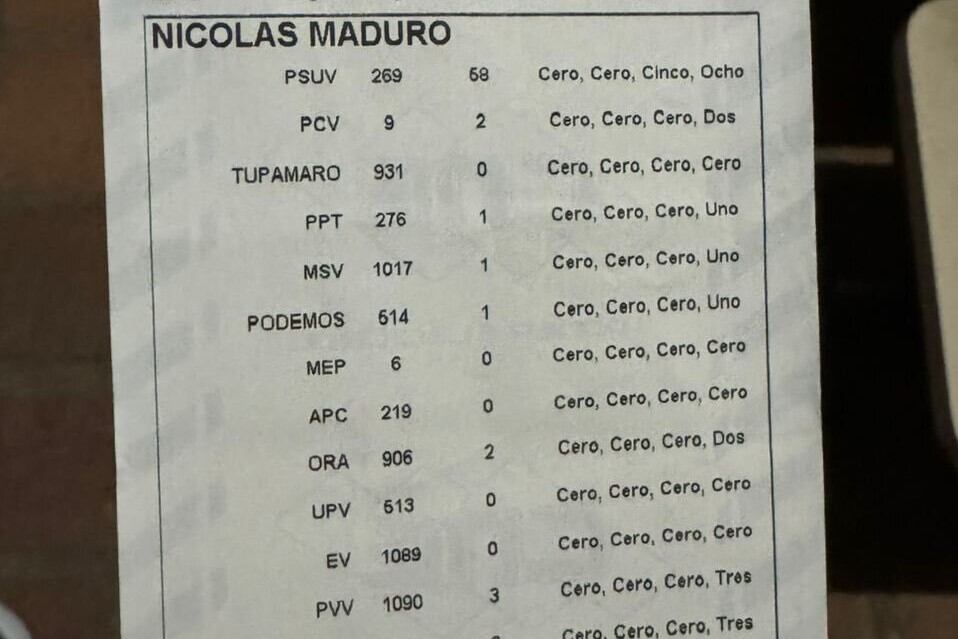 NICOLAS MADURO
PSUV 269 58 Cero, Cero, Cinco, Ocho
PCV 9 2 Cero, Cero, Cero, Dos
TUPAMARO 931 0 Cero, Cero, Cero, Cero
PPT 276 1 Cero, Cero, Cero, Uno
MSV 1017 1 Cero, Cero, Cero, Uno
PODEMOS 514 1 Cero, Cero, Cero, Uno
MEP 6 0 Cero, Cero, Cero, Cero
APC 219 0 Cero, Cero, Cero, Cero
ORA 906 2 Cero, Cero, Cero, Dos
UPV 513 0 Cero, Cero, Cero, Cero
EV 1089 0 Cero, Cero, Cero, Cero
PVV 1090 3 Cero, Cero, Cero, Tres
Cero, Cero, Cero, Tres